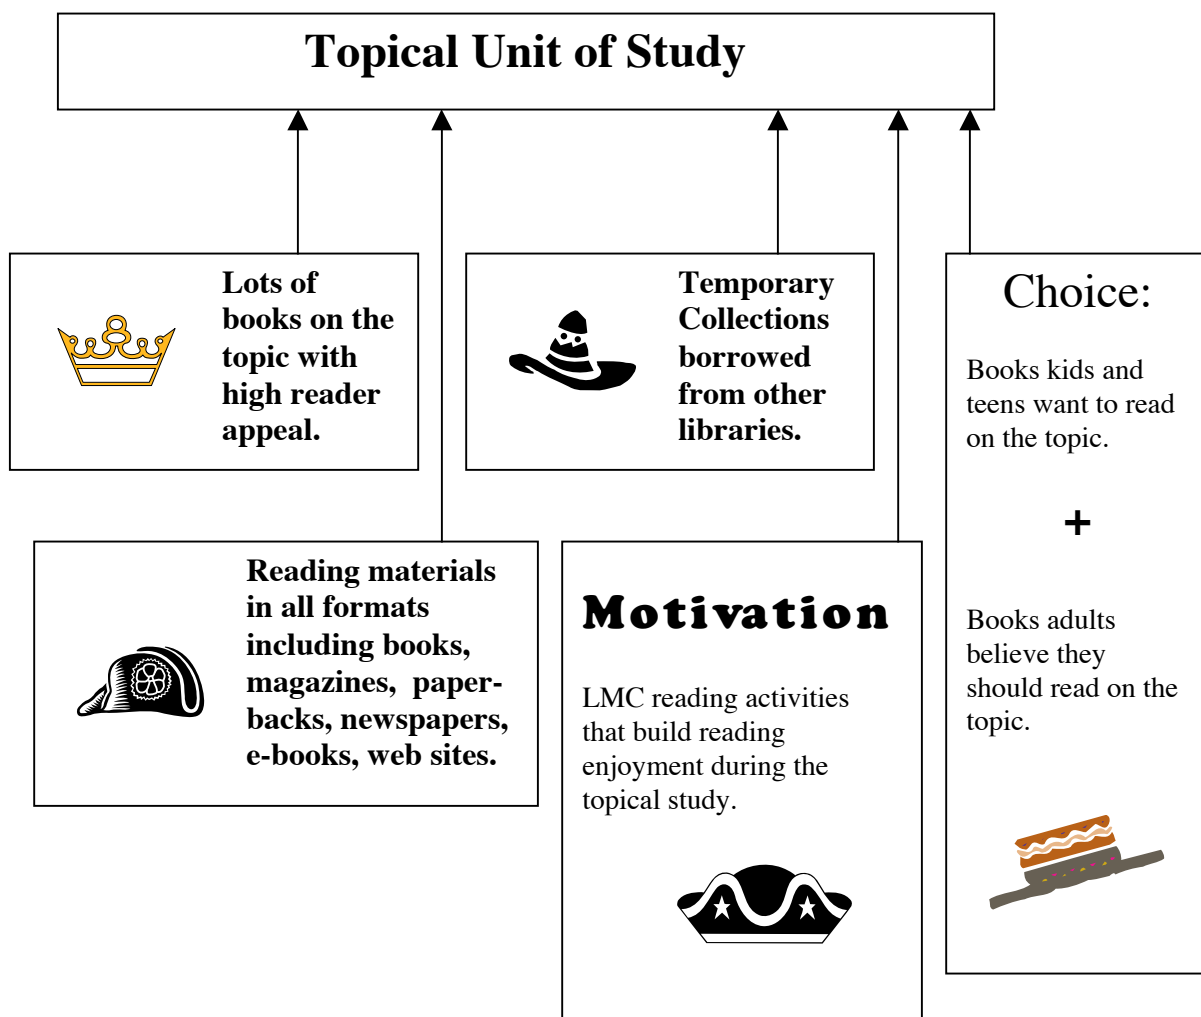 Topical Unit of Study
Lots of
books on the
topic with
high reader
appeal.
Temporary
Collections
borrowed
from other
libraries.
Choice:
Books kids and
teens want to read
on the topic.
+
Books adults
believe they
should read on the
topic.
Reading materials
in all formats
including books,
magazines,  paper-
backs, newspapers,
e-books, web sites.
Motivation
LMC reading activities
that build reading
enjoyment during the
topical study.